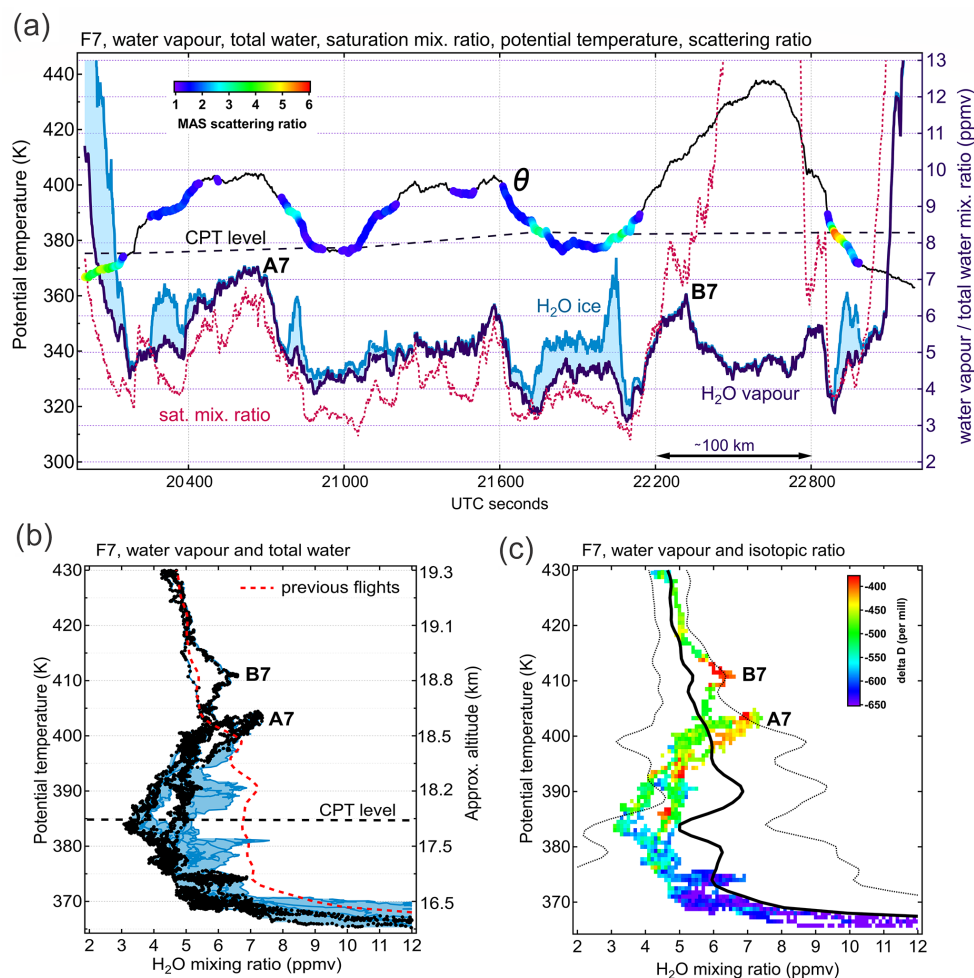 (a)
F7, water vapour, total water, saturation mix. ratio, potential temperature, scattering ratio
440
420
400
380
360
340
320
300
Potential temperature (K)
1 2 3 4 5 6
MAS scattering ratio
θ
CPT level
A7
H2O ice
B7
sat. mix. ratio
H2O vapour
~100 km
13
12
11
10
9
8
7
6
5
4
3
2
water vapour / total water mix. ratio (ppmv)
20400 21000 21600 22200 22800
UTC seconds
(b)
F7, water vapour and total water
430
420
410
400
390
380
370
Potential temperature (K)
previous flights
B7
A7
CPT level
19.3
19.1
18.8
18.5
18.2
17.5
16.5
Approx. altitude (km)
2 3 4 5 6 7 8 9 10 11 12
H2O mixing ratio (ppmv)
(c)
F7, water vapour and isotopic ratio
430
420
410
400
390
380
370
Potential temperature (K)
-400
-450
-500
-550
-600
-650
delta D (per mill)
B7
A7
2 3 4 5 6 7 8 9 10 11 12
H2O mixing ratio (ppmv)